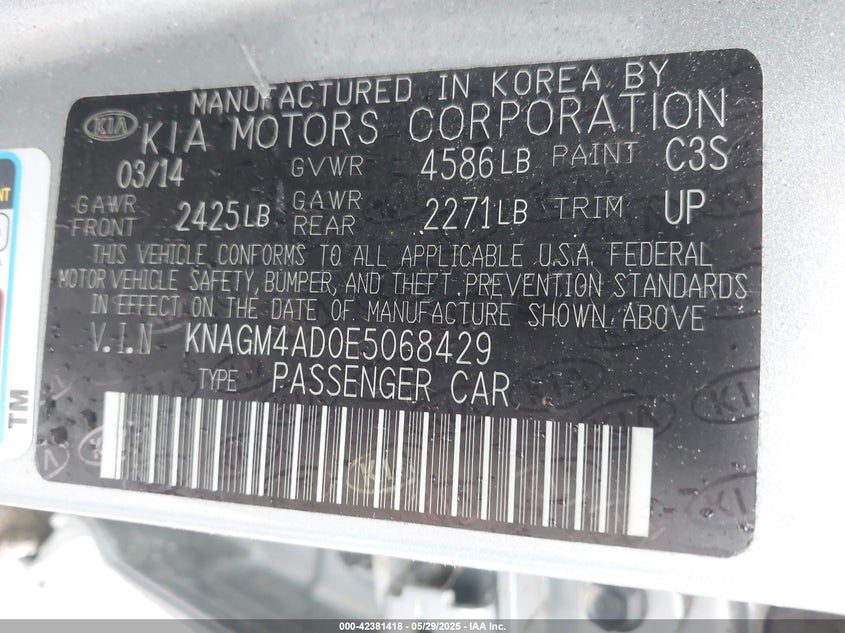 MANUFACTURED IN KOREA BY
KIA KIA MOTORS CORPORATION
03/14 GVWR 4586LB PAINT C3S
GAWR FRONT 2425LB GAWR REAR 2271LB TRIM UP
THIS VEHICLE CONFORMS TO ALL APPLICABLE U.S.A. FEDERAL
MOTOR VEHICLE SAFETY, BUMPER, AND THEFT PREVENTION STANDARDS
IN EFFECT ON THE DATE OF MANUFACTURE SHOWN ABOVE
V.I.N KNAGM4AD0E5068429
TYPE PASSENGER CAR
TM
000-42381418 - 05/29/2025 - IAA, Inc.